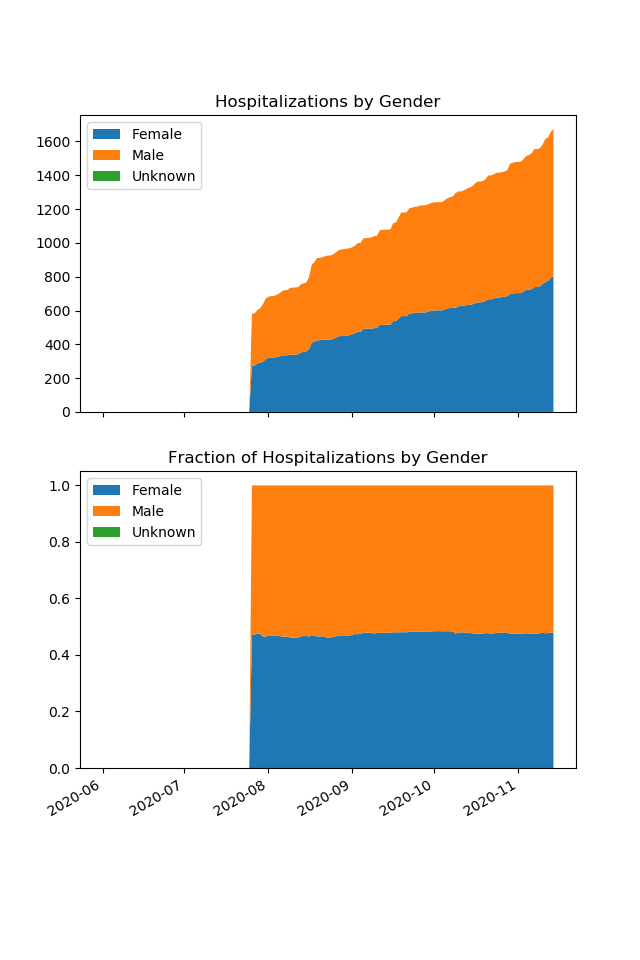 Hospitalizations by Gender
Female
Male
Unknown
1600
1400
1200
1000
800
600
400
200
0
Fraction of Hospitalizations by Gender
Female
Male
Unknown
1.0
0.8
0.6
0.4
0.2
0.0
2020-06
2020-07
2020-08
2020-09
2020-10
2020-11